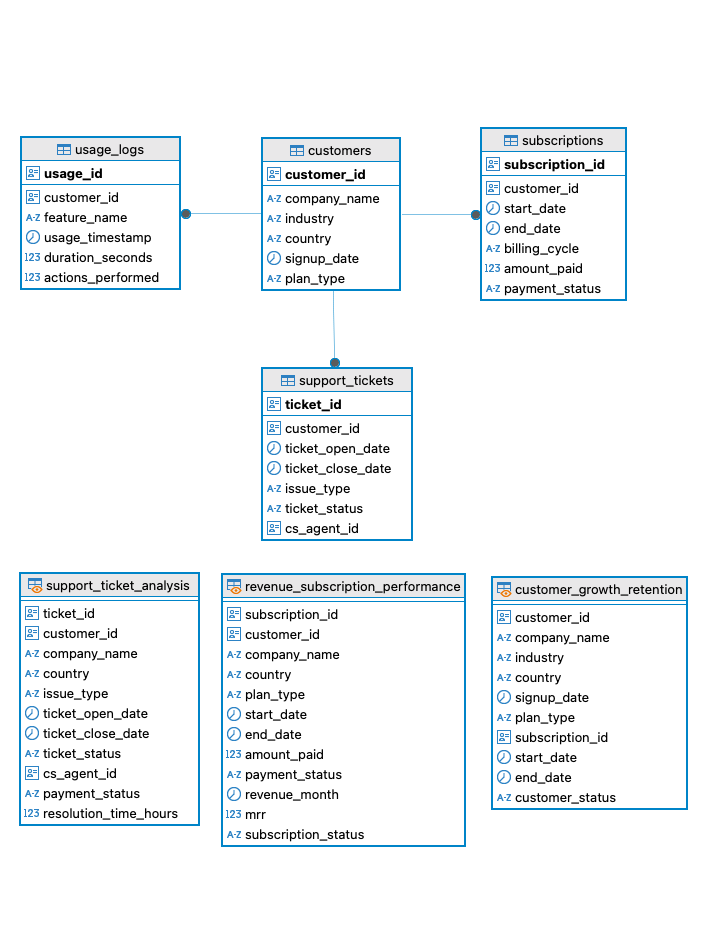 usage_logs
usage_id
customer_id
A-Z feature_name
usage_timestamp
123 duration_seconds
123 actions_performed
customers
customer_id
A-Z company_name
A-Z industry
A-Z country
signup_date
A-Z plan_type
subscriptions
subscription_id
customer_id
start_date
end_date
A-Z billing_cycle
123 amount_paid
A-Z payment_status
support_tickets
ticket_id
customer_id
ticket_open_date
ticket_close_date
A-Z issue_type
A-Z ticket_status
cs_agent_id
support_ticket_analysis
ticket_id
customer_id
A-Z company_name
A-Z country
A-Z issue_type
ticket_open_date
ticket_close_date
A-Z ticket_status
cs_agent_id
A-Z payment_status
123 resolution_time_hours
revenue_subscription_performance
subscription_id
customer_id
A-Z company_name
A-Z country
A-Z plan_type
start_date
end_date
123 amount_paid
A-Z payment_status
revenue_month
123 mrr
A-Z subscription_status
customer_growth_retention
customer_id
A-Z company_name
A-Z industry
A-Z country
signup_date
A-Z plan_type
subscription_id
start_date
end_date
A-Z customer_status